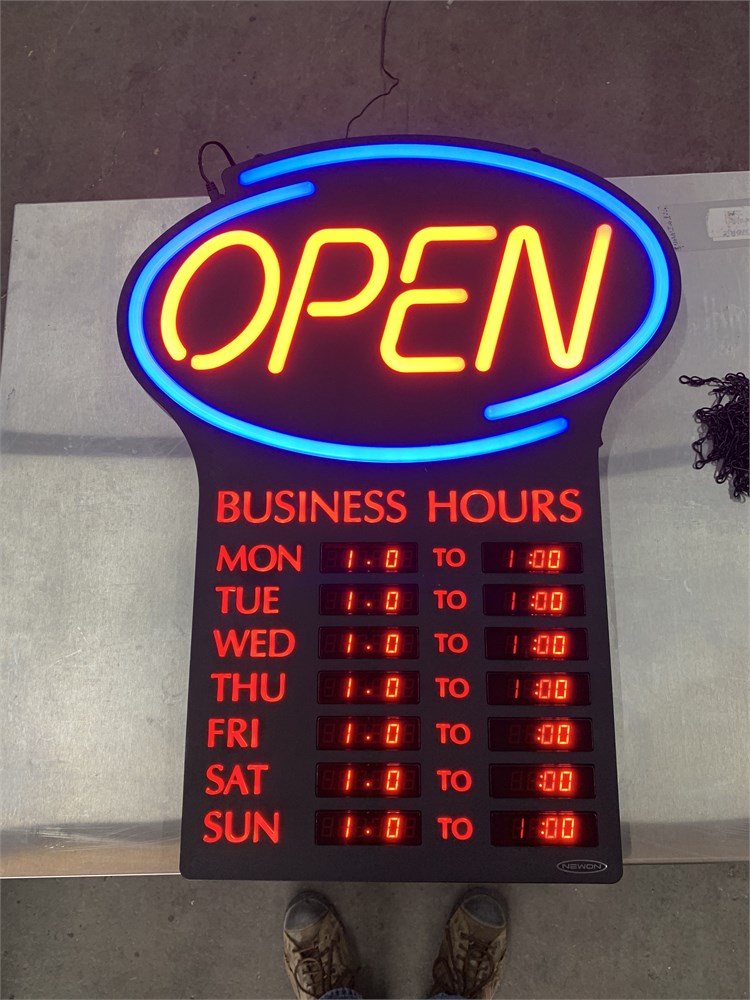 OPEN
BUSINESS HOURS
MON 1.0 TO 1:00
TUE 1.0 TO 1:00
WED 1.0 TO 1:00
THU 1.0 TO 1:00
FRI 1.0 TO :00
SAT 1.0 TO :00
SUN 1.0 TO 1:00
NEWON